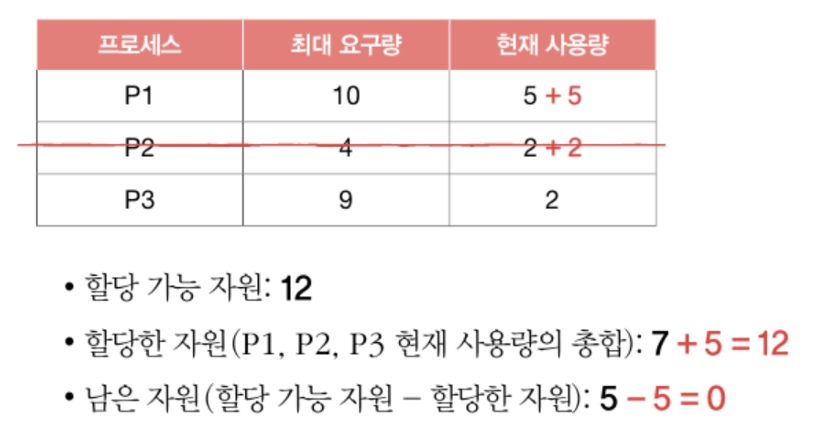 프로세스 최대 요구량 현재 사용량
P1 10 5 + 5
P2 4 2 + 2
P3 9 2
• 할당 가능 자원: 12
• 할당한 자원(P1, P2, P3 현재 사용량의 총합): 7 + 5 = 12
• 남은 자원(할당 가능 자원 – 할당한 자원): 5 – 5 = 0